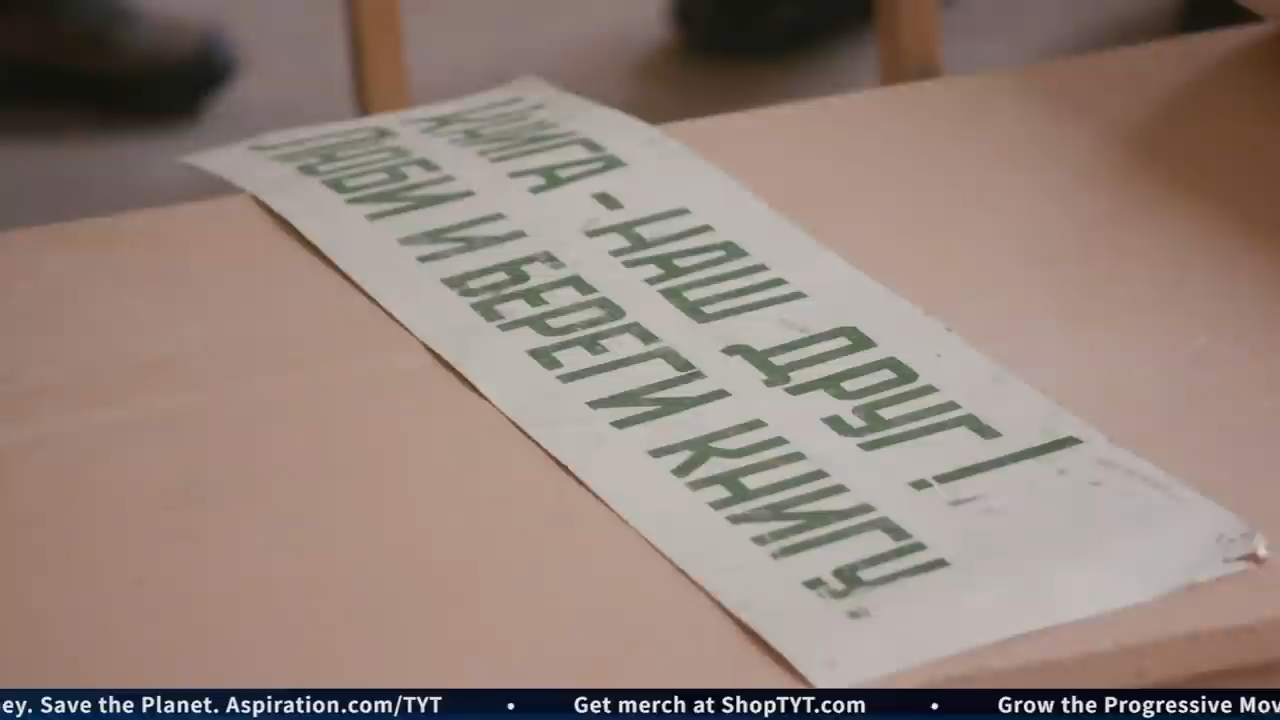 КНИГА - НАШ ДРУГ!
ЛЮБИ И БЕРЕГИ КНИГУ.
ey. Save the Planet. Aspiration.com/TYT • Get merch at ShopTYT.com • Grow the Progressive Mov